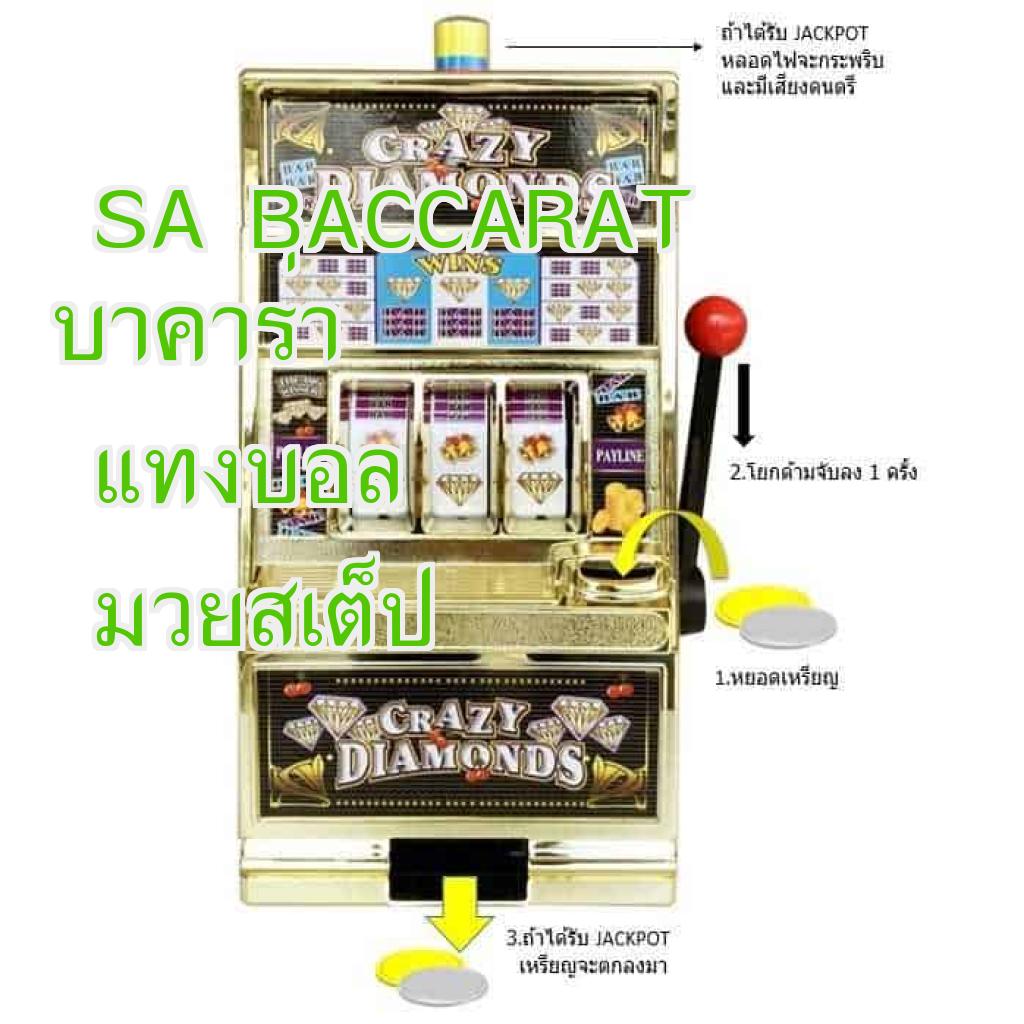 ถ้าได้รับ JACKPOT
หลอดไฟจะกระพริบ
และมีเสียงดนตรี
CRAZY
DIAMONDS
SA BุACCARAT
WINS
บาคารา
แทงบอล
PAYLINE
2.โยกด้ามจับลง 1 ครั้ง
มวยสเต็ป
1.หยอดเหรียญ
CRAZY
DIAMONDS
3.ถ้าได้รับ JACKPOT
เหรียญจะตกลงมา